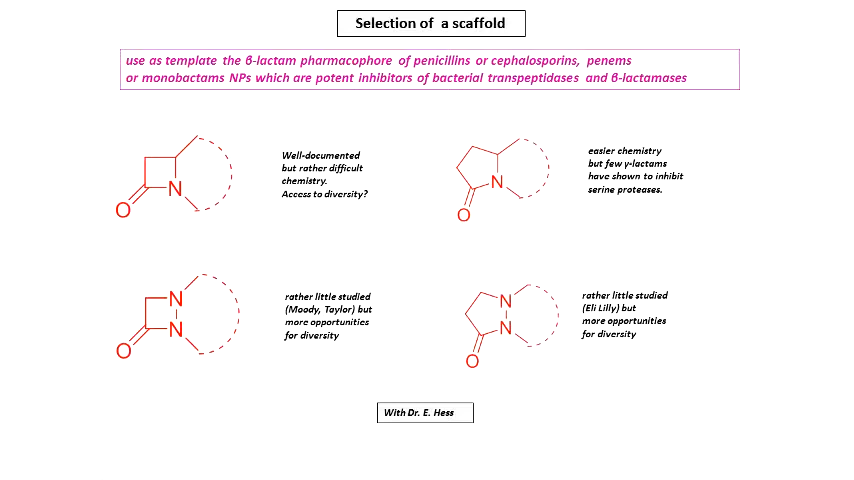 Selection of a scaffold
use as template the β-lactam pharmacophore of penicillins or cephalosporins, penems
or monobactams NPs which are potent inhibitors of bacterial transpeptidases and β-lactamases
Well-documented
but rather difficult
chemistry.
Access to diversity?
N
O
easier chemistry
but few γ-lactams
have shown to inhibit
serine proteases.
N
O
rather little studied
(Moody, Taylor) but
more opportunities
for diversity
N
N
O
rather little studied
(Eli Lilly) but
more opportunities
for diversity
N
N
O
With Dr. E. Hess